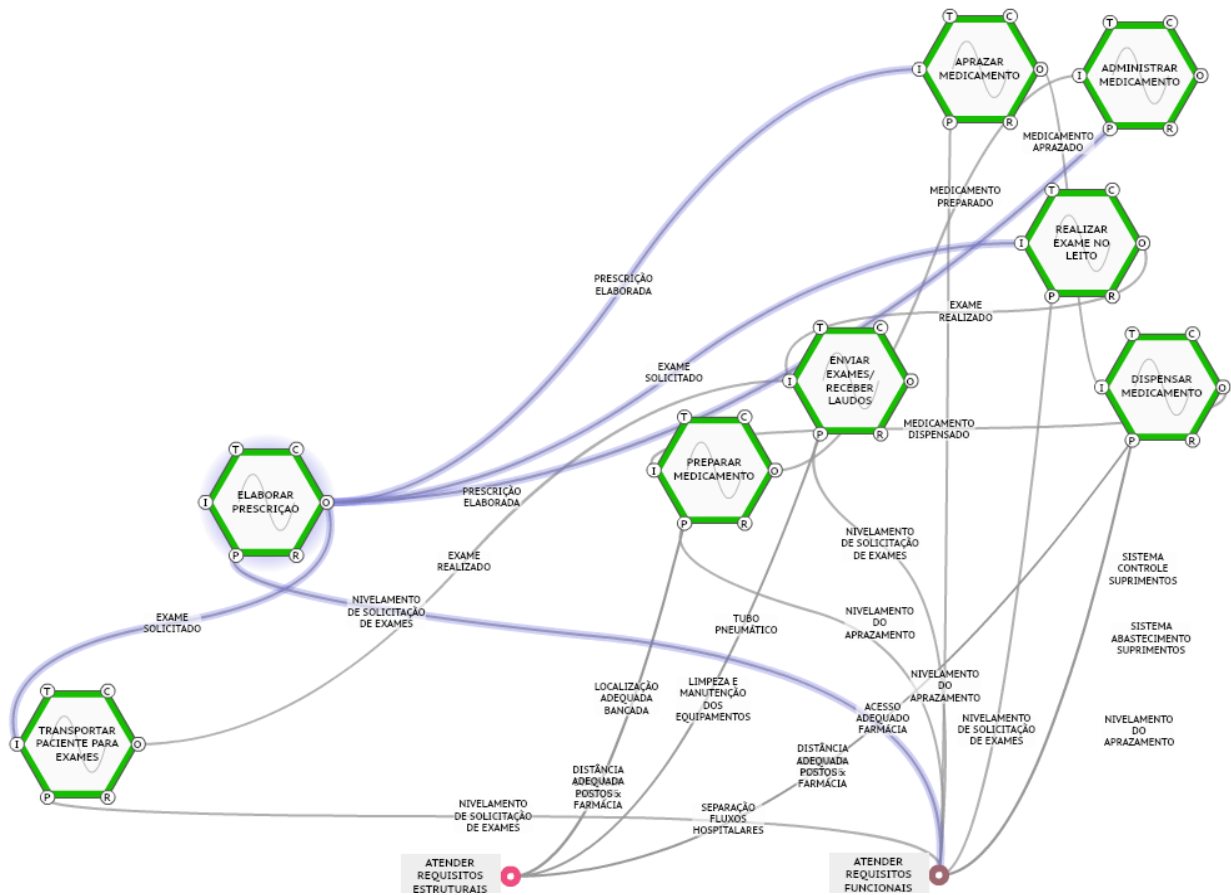 T
C
APRAZAR
MEDICAMENTO
I
O
P
R
T
C
ADMINISTRAR
MEDICAMENTO
I
O
P
R
MEDICAMENTO
APRAZADO
MEDICAMENTO
PREPARADO
T
C
REALIZAR
EXAME NO
LEITO
I
O
P
R
PRESCRIÇÃO
ELABORADA
EXAME
REALIZADO
T
C
ENVIAR
EXAMES/
RECEBER
LAUDOS
I
O
P
R
T
C
DISPENSAR
MEDICAMENTO
I
O
P
R
EXAME
SOLICITADO
MEDICAMENTO
DISPENSADO
T
C
PREPARAR
MEDICAMENTO
I
O
P
R
T
C
ELABORAR
PRESCRIÇAO
I
O
P
R
PRESCRIÇÃO
ELABORADA
EXAME
REALIZADO
NIVELAMENTO
DE SOLICITAÇÃO
DE EXAMES
SISTEMA
CONTROLE
SUPRIMENTOS
EXAME
SOLICITADO
NIVELAMENTO
DE SOLICITAÇÃO
DE EXAMES
TUBO
PNEUMÁTICO
NIVELAMENTO
DO
APRAZAMENTO
SISTEMA
ABASTECIMENTO
SUPRIMENTOS
LOCALIZAÇÃO
ADEQUADA
BANCADA
LIMPEZA E
MANUTENÇÃO
DOS
EQUIPAMENTOS
NIVELAMENTO
DO
APRAZAMENTO
ACESSO
ADEQUADO
FARMÁCIA
NIVELAMENTO
DE SOLICITAÇÃO
DE EXAMES
NIVELAMENTO
DO
APRAZAMENTO
T
C
TRANSPORTAR
PACIENTE PARA
EXAMES
I
O
P
R
DISTÂNCIA
ADEQUADA
POSTOS x
FARMÁCIA
DISTÂNCIA
ADEQUADA
POSTOS x
FARMÁCIA
NIVELAMENTO
DE SOLICITAÇÃO
DE EXAMES
SEPARAÇÃO
FLUXOS
HOSPITALARES
ATENDER
REQUISITOS
ESTRUTURAIS
ATENDER
REQUISITOS
FUNCIONAIS